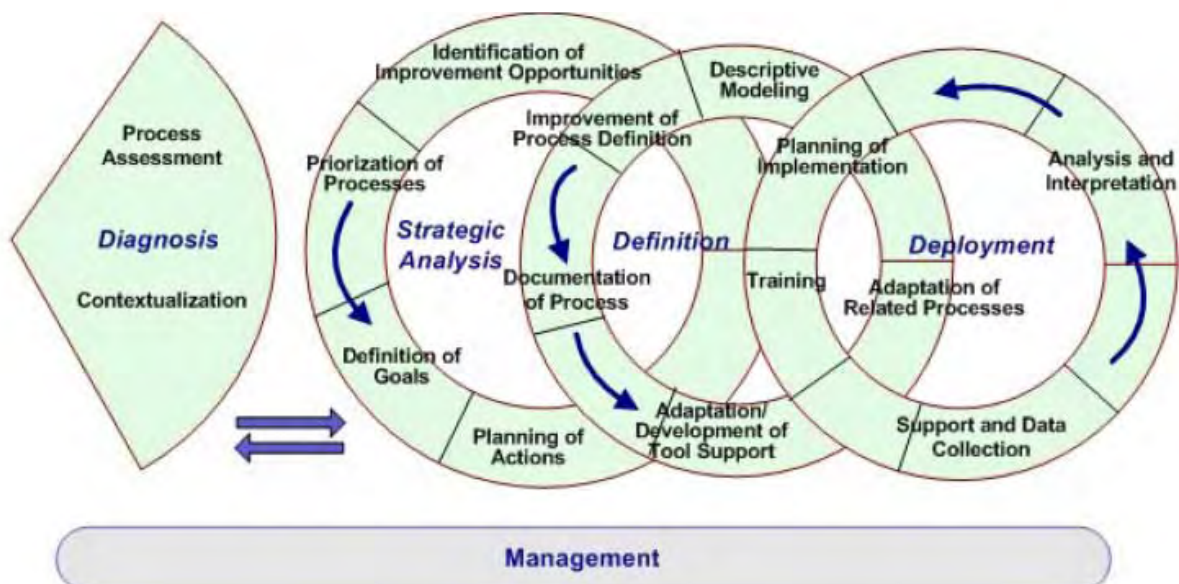 Process
Assessment
Diagnosis
Contextualization
Identification of
Improvement Opportunities
Priorization of
Processes
Strategic
Analysis
Definition of
Goals
Planning of
Actions
Descriptive
Modeling
Improvement of
Process Definition
Definition
Documentation
of Process
Adaptation/
Development of
Tool Support
Planning of
Implementation
Training
Deployment
Adaptation of
Related Processes
Analysis and
Interpretation
Support and Data
Collection
Management